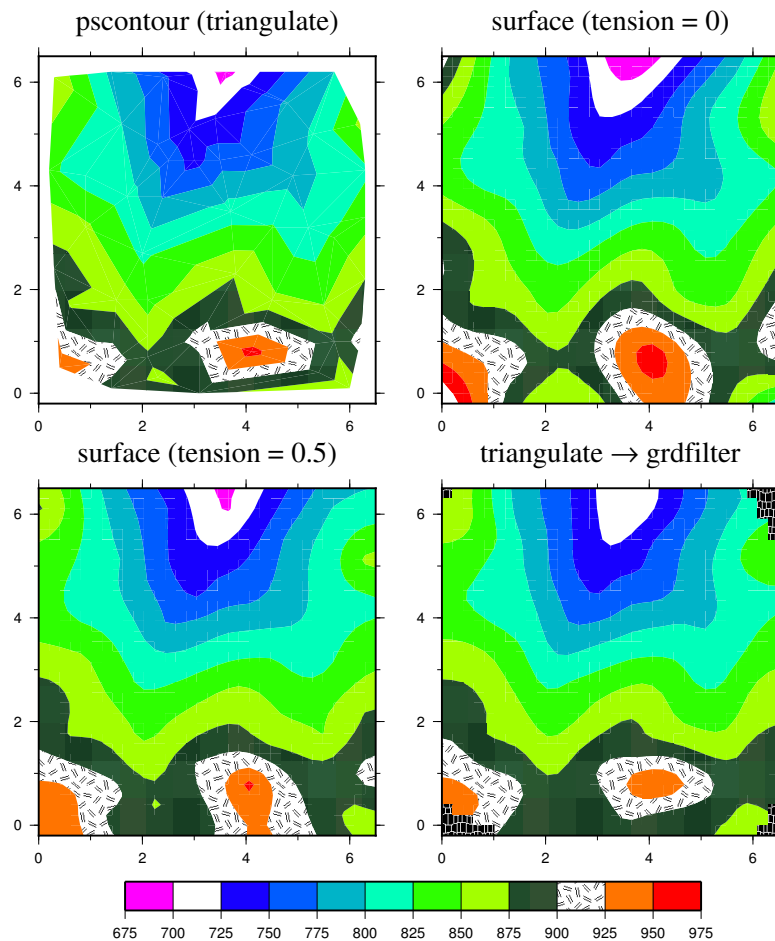 pscontour (triangulate)
surface (tension = 0)
6
4
2
0
0 2 4 6
6
4
2
0
0 2 4 6
surface (tension = 0.5)
triangulate → grdfilter
6
4
2
0
0 2 4 6
6
4
2
0
0 2 4 6
675 700 725 750 775 800 825 850 875 900 925 950 975